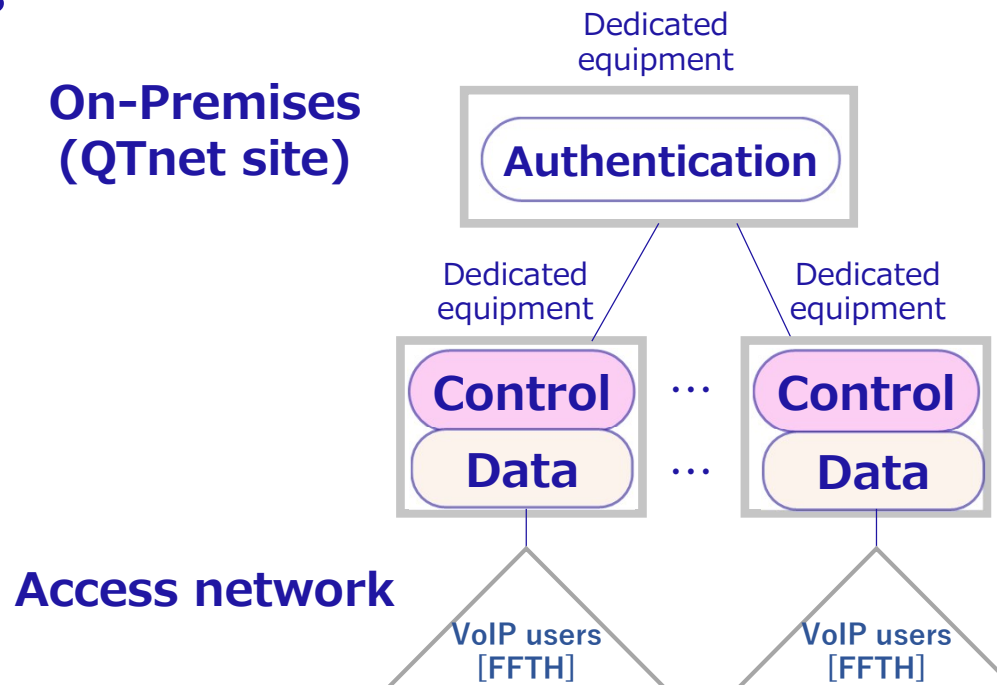 Dedicated
equipment
On-Premises
(QTnet site)
Authentication
Dedicated
equipment
Dedicated
equipment
Control
...
Control
Data
...
Data
Access network
VoIP users
[FFTH]
VoIP users
[FFTH]